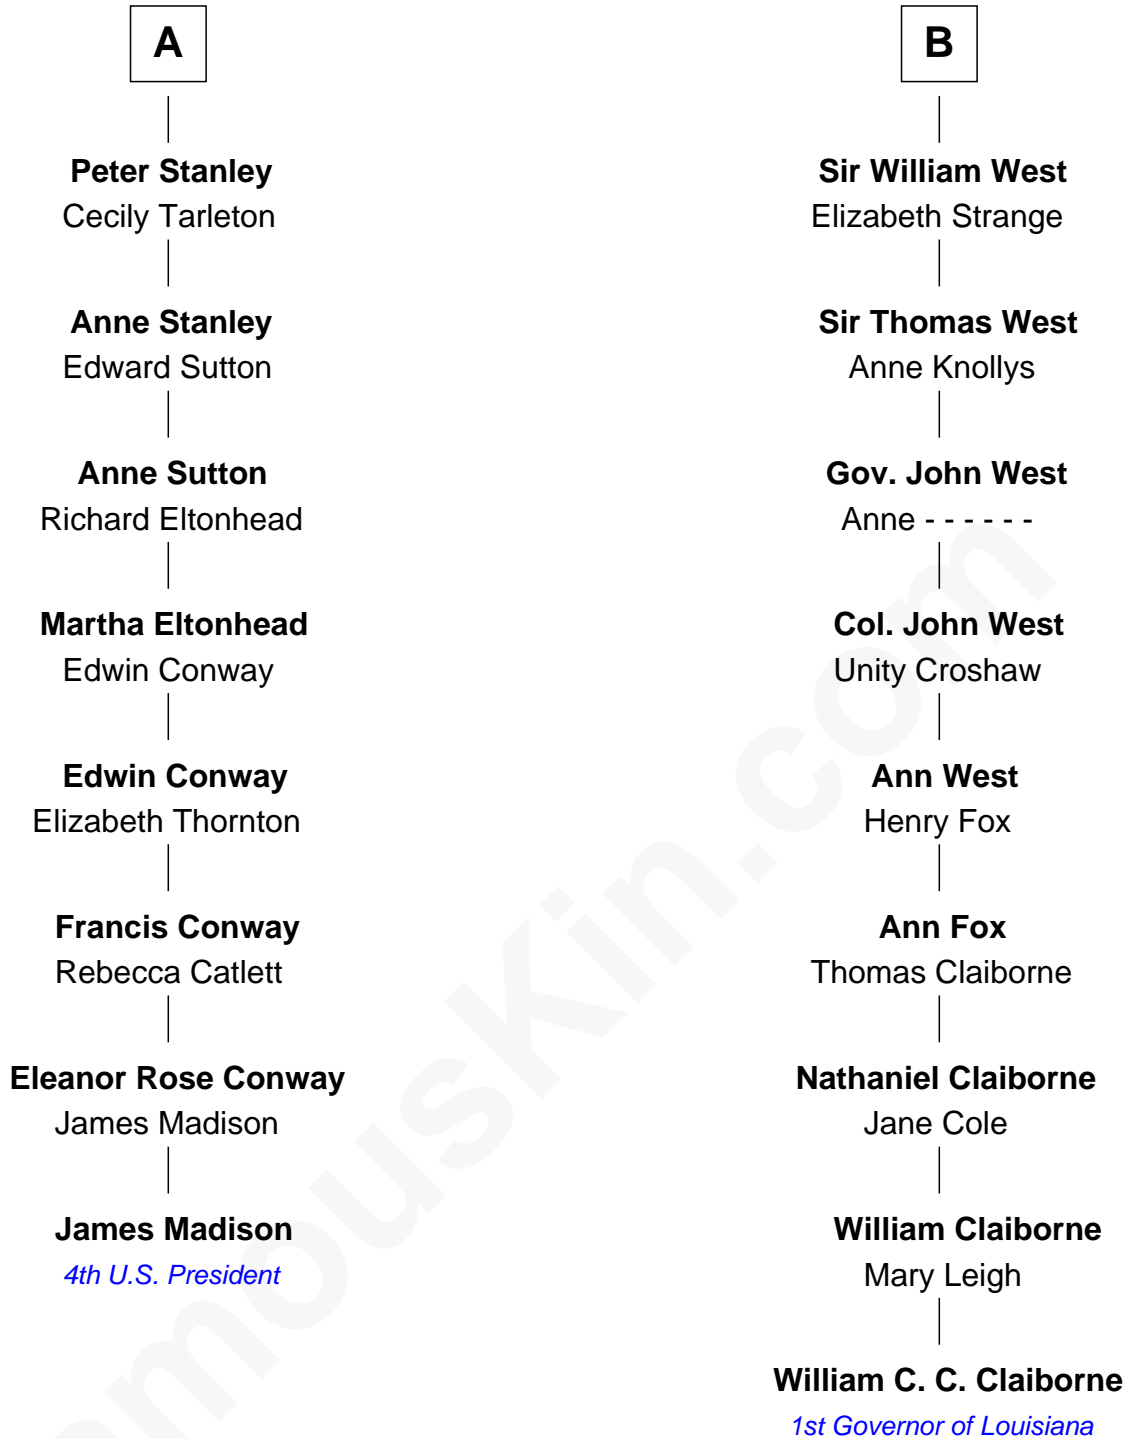 A
Peter Stanley
Cecily Tarleton
Anne Stanley
Edward Sutton
Anne Sutton
Richard Eltonhead
Martha Eltonhead
Edwin Conway
Edwin Conway
Elizabeth Thornton
Francis Conway
Rebecca Catlett
Eleanor Rose Conway
James Madison
James Madison
4th U.S. President
B
Sir William West
Elizabeth Strange
Sir Thomas West
Anne Knollys
Gov. John West
Anne - - - - - -
Col. John West
Unity Croshaw
Ann West
Henry Fox
Ann Fox
Thomas Claiborne
Nathaniel Claiborne
Jane Cole
William Claiborne
Mary Leigh
William C. C. Claiborne
1st Governor of Louisiana
amouskin.com